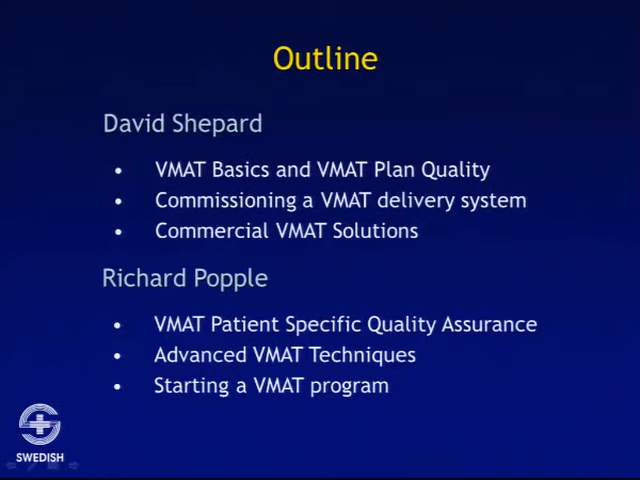 Outline
David Shepard
• VMAT Basics and VMAT Plan Quality
• Commissioning a VMAT delivery system
• Commercial VMAT Solutions
Richard Popple
• VMAT Patient Specific Quality Assurance
• Advanced VMAT Techniques
• Starting a VMAT program
SWEDISH